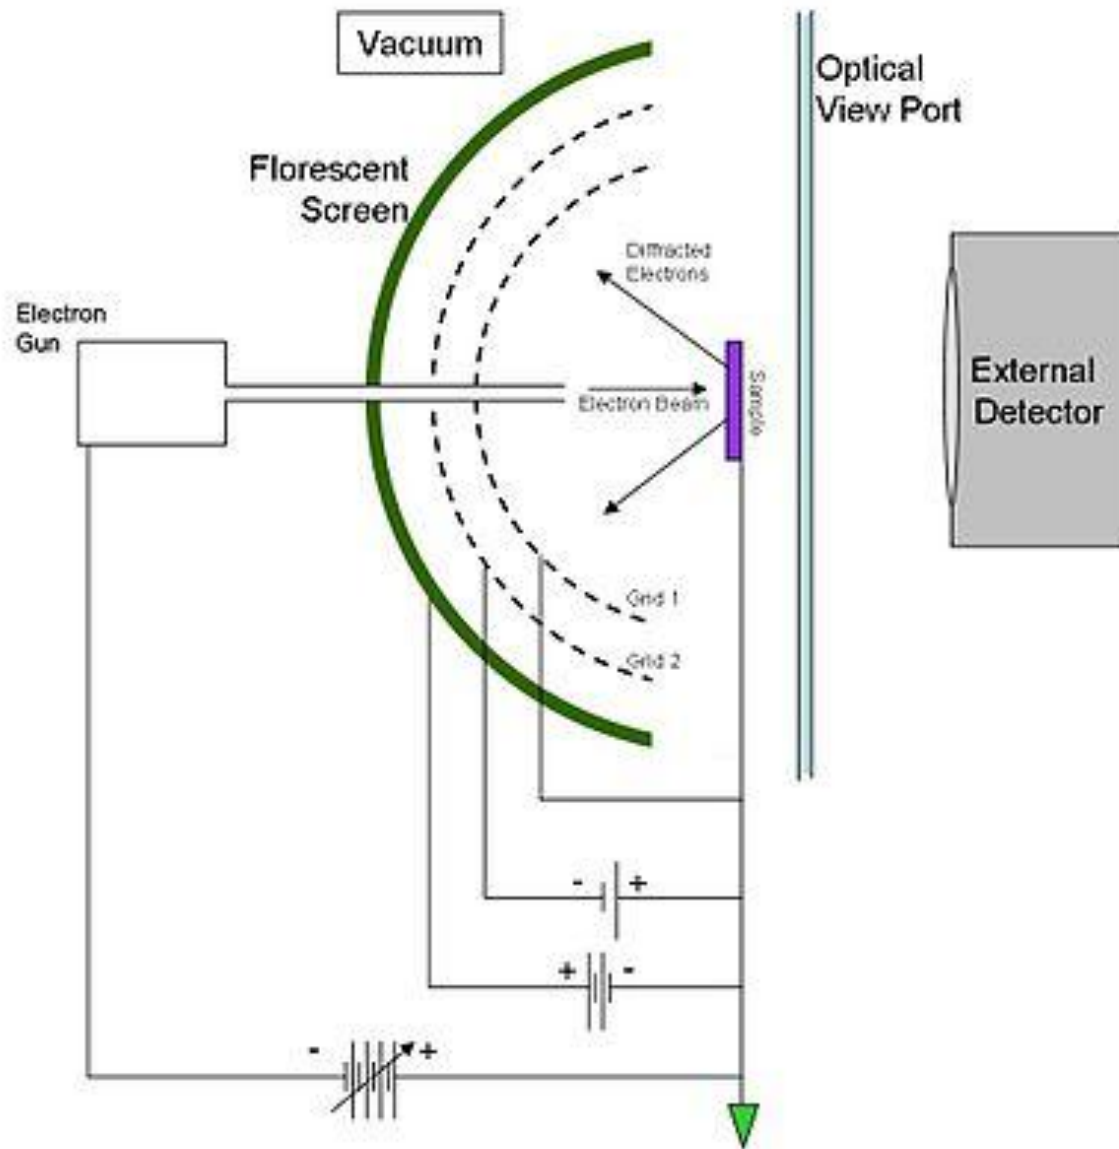 Vacuum
Optical
View Port
Florescent
Screen
Diffracted
Electrons
Electron
Gun
Electron Beam
Sample
External
Detector
Grid 1
Grid 2
- +
+ -
- +